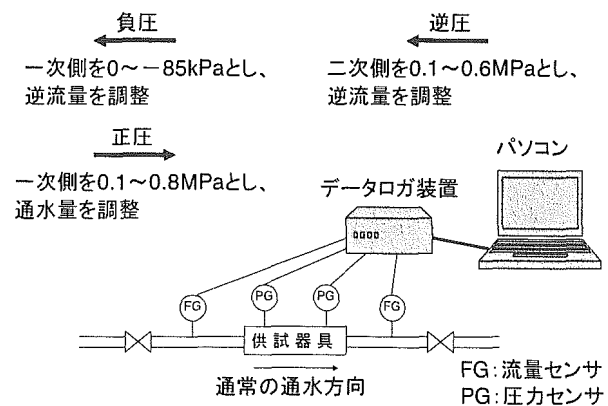 負圧
一次側を0～－85kPaとし、
逆流量を調整
逆圧
二次側を0.1～0.6MPaとし、
逆流量を調整
正圧
一次側を0.1～0.8MPaとし、
通水量を調整
パソコン
データロガ装置
FG
PG
PG
FG
供試器具
通常の通水方向
FG：流量センサ
PG：圧力センサ